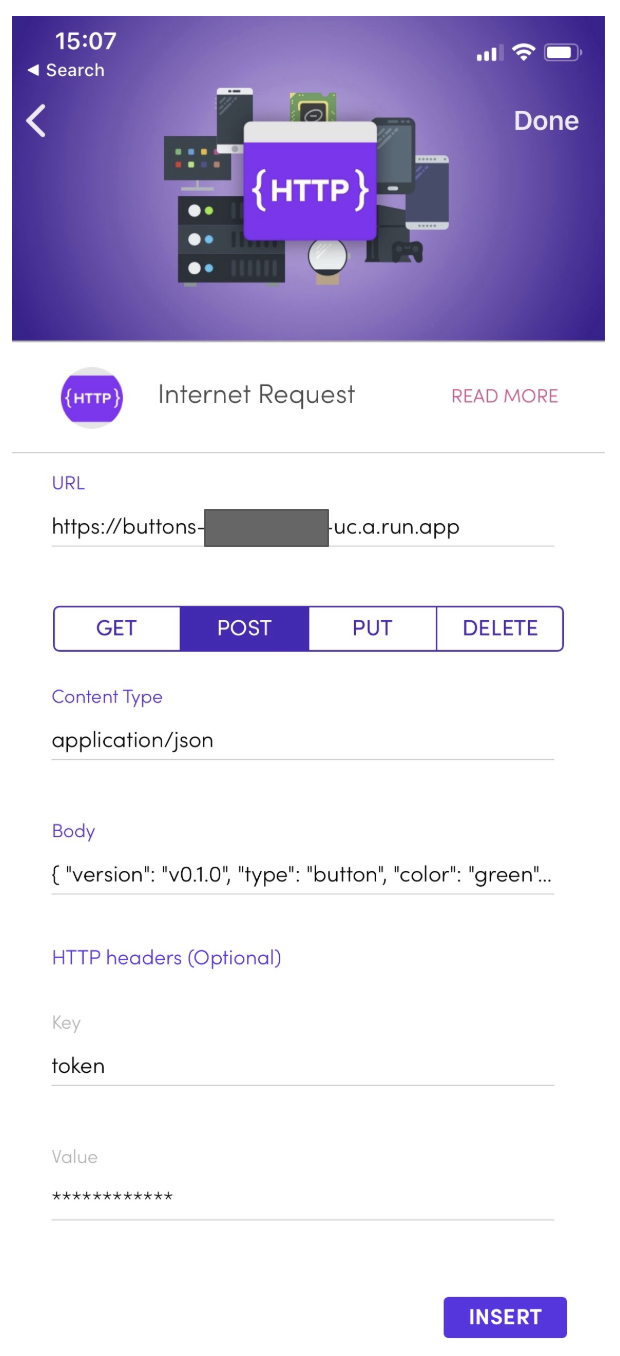 15:07
◀ Search
Done
{HTTP}
{HTTP}
Internet Request
READ MORE
URL
https://buttons- -uc.a.run.app
GET POST PUT DELETE
Content Type
application/json
Body
{ "version": "v0.1.0", "type": "button", "color": "green"...
HTTP headers (Optional)
Key
token
Value
************
INSERT